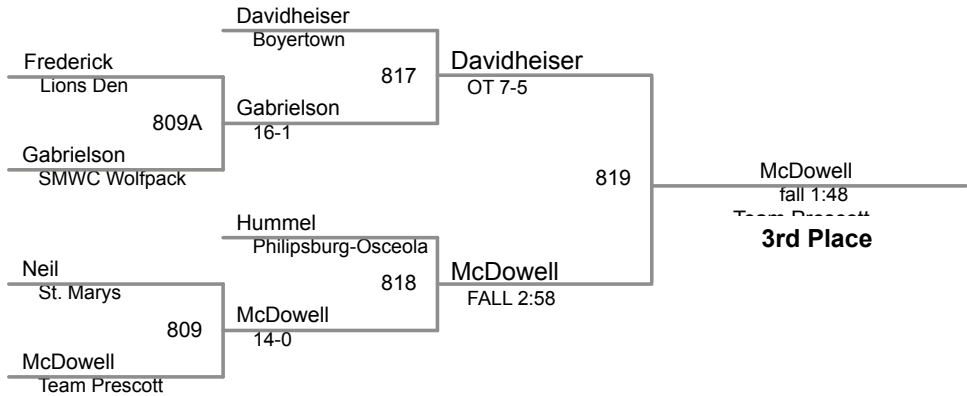 Davidheiser
Boyertown
Frederick
Lions Den
817
Davidheiser
OT 7-5
809A
Gabrielson
16-1
Gabrielson
SMWC Wolfpack
819
McDowell
fall 1:48
Team Prescott
3rd Place
Hummel
Philipsburg-Osceola
Neil
St. Marys
818
McDowell
FALL 2:58
809
McDowell
14-0
McDowell
Team Prescott